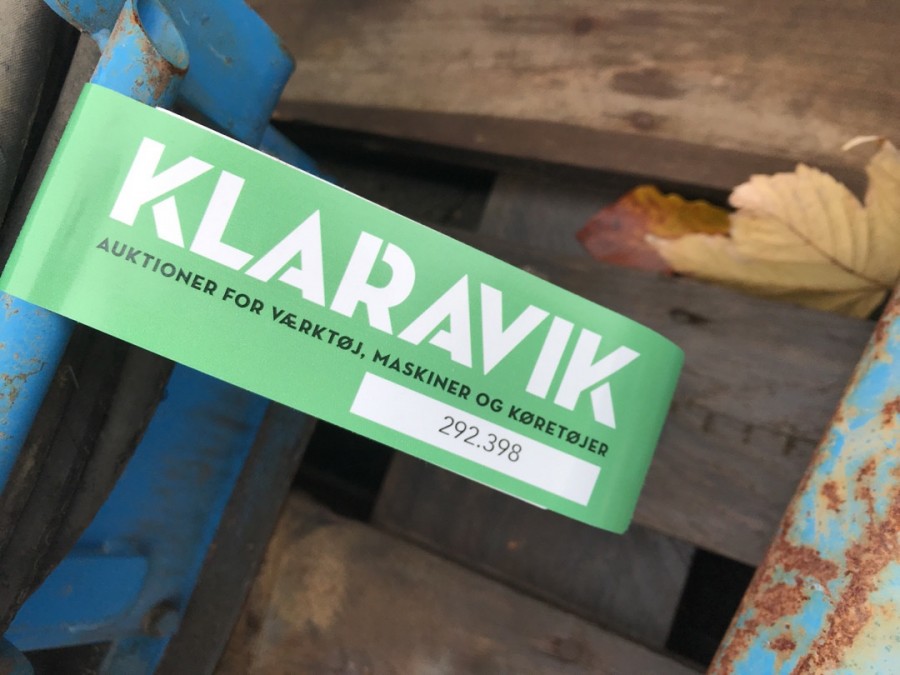 KLARAVIK
AUKTIONER FOR VÆRKTØJ, MASKINER OG KØRETØJER
292.398